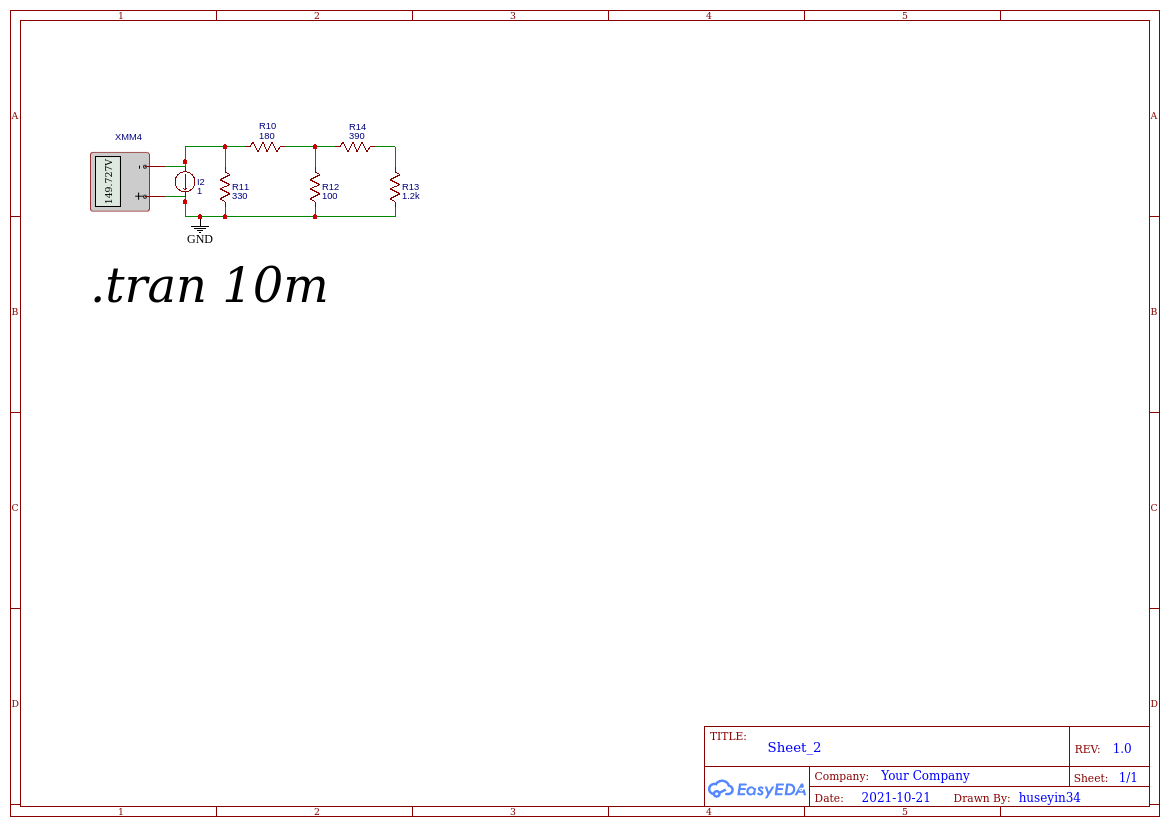 1 2 3 4 5
A A
XMM4
149.727V
- +
I2
1
R10
180
R14
390
R11
330
R12
100
R13
1.2k
GND
.tran 10m
B B
C C
D D
TITLE:
Sheet_2
REV: 1.0
EasyEDA
Company: Your Company
Sheet: 1/1
Date: 2021-10-21 Drawn By: huseyin34
1 2 3 4 5